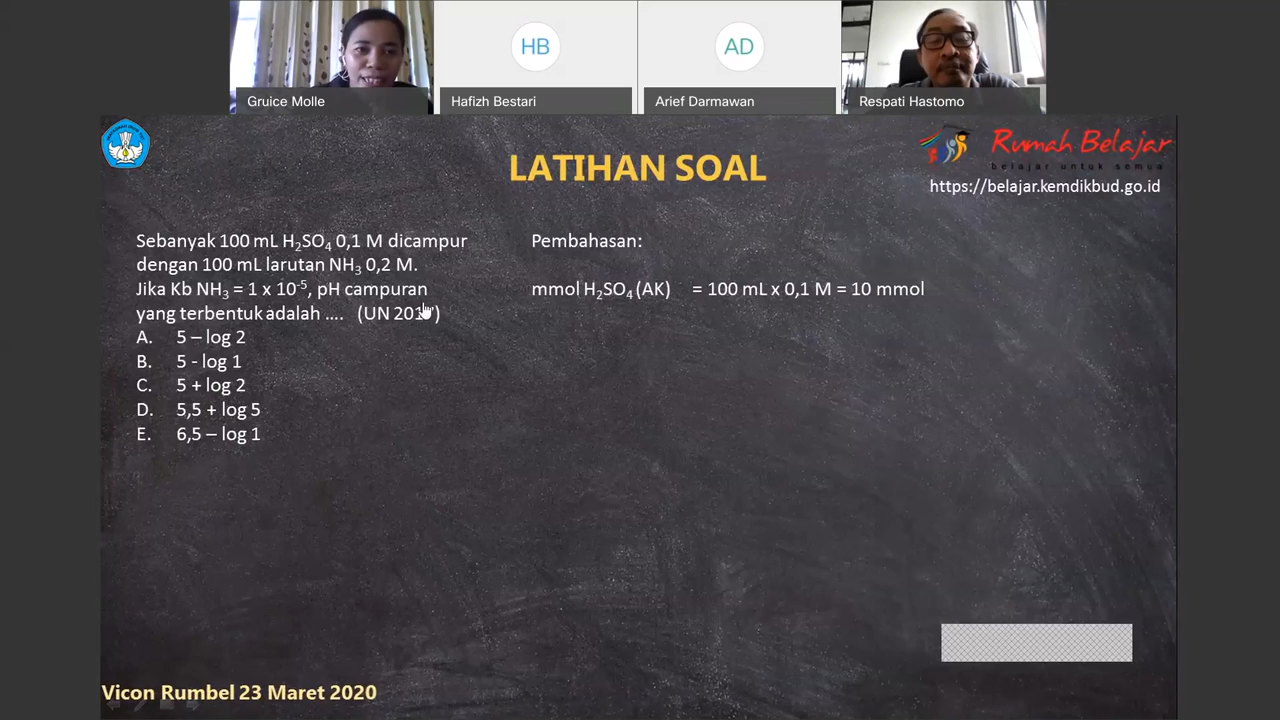 HB
AD
Gruice Molle
Hafizh Bestari
Arief Darmawan
Respati Hastomo
LATIHAN SOAL
Rumah Belajar
belajar untuk semua
https://belajar.kemdikbud.go.id
Sebanyak 100 mL H₂SO₄ 0,1 M dicampur
dengan 100 mL larutan NH₃ 0,2 M.
Jika Kb NH₃ = 1 x 10⁻⁵, pH campuran
yang terbentuk adalah .... (UN
A. 5 – log 2
B. 5 - log 1
C. 5 + log 2
D. 5,5 + log 5
E. 6,5 – log 1
Pembahasan:
mmol H₂SO₄ (AK) = 100 mL x 0,1 M = 10 mmol
Vicon Rumbel 23 Maret 2020